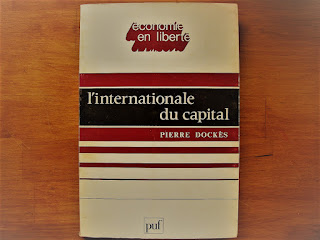 économie
en liberté
l'internationale
du capital
PIERRE DOCKÈS
puf